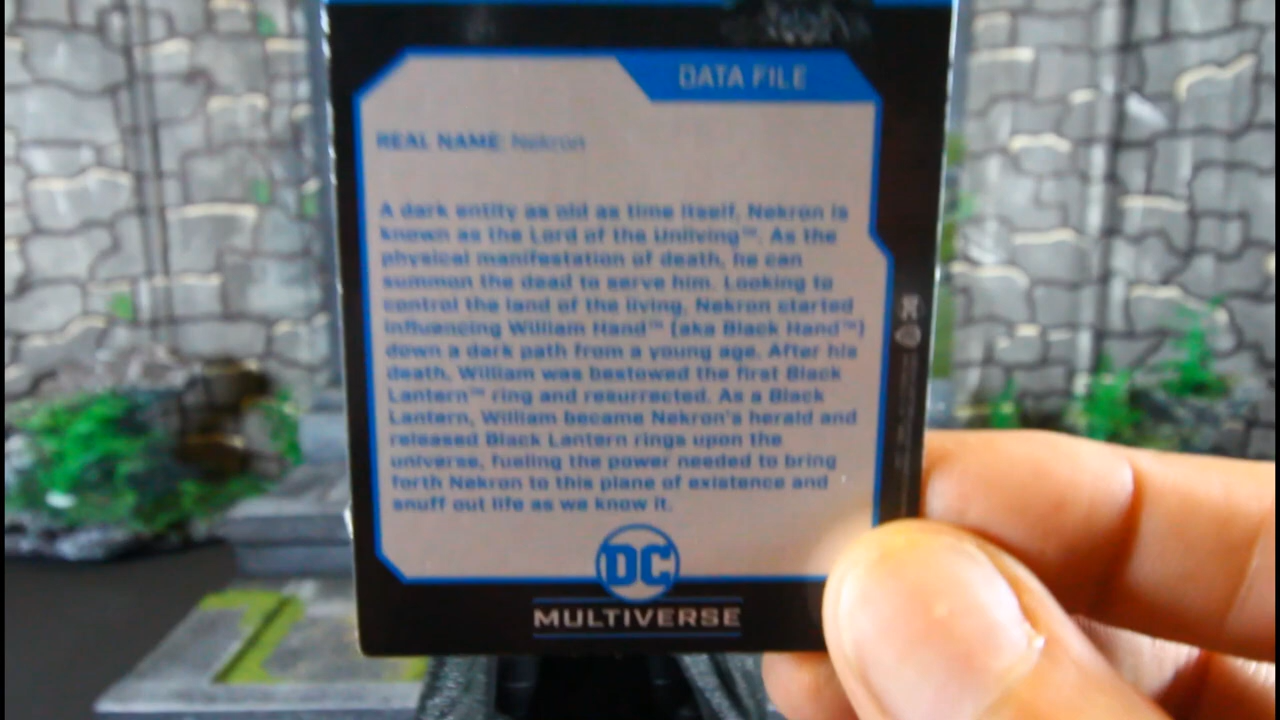 DATA FILE
REAL NAME: Nekron
A dark entity as old as time itself, Nekron is
known as the Lord of the Unliving™. As the
physical manifestation of death, he can
summon the dead to serve him. Looking to
control the land of the living, Nekron started
influencing William Hand™ (aka Black Hand™)
down a dark path from a young age. After his
death, William was bestowed the first Black
Lantern™ ring and resurrected. As a Black
Lantern, William became Nekron's herald and
released Black Lantern rings upon the
universe, fueling the power needed to bring
forth Nekron to this plane of existence and
snuff out life as we know it.
DC
MULTIVERSE